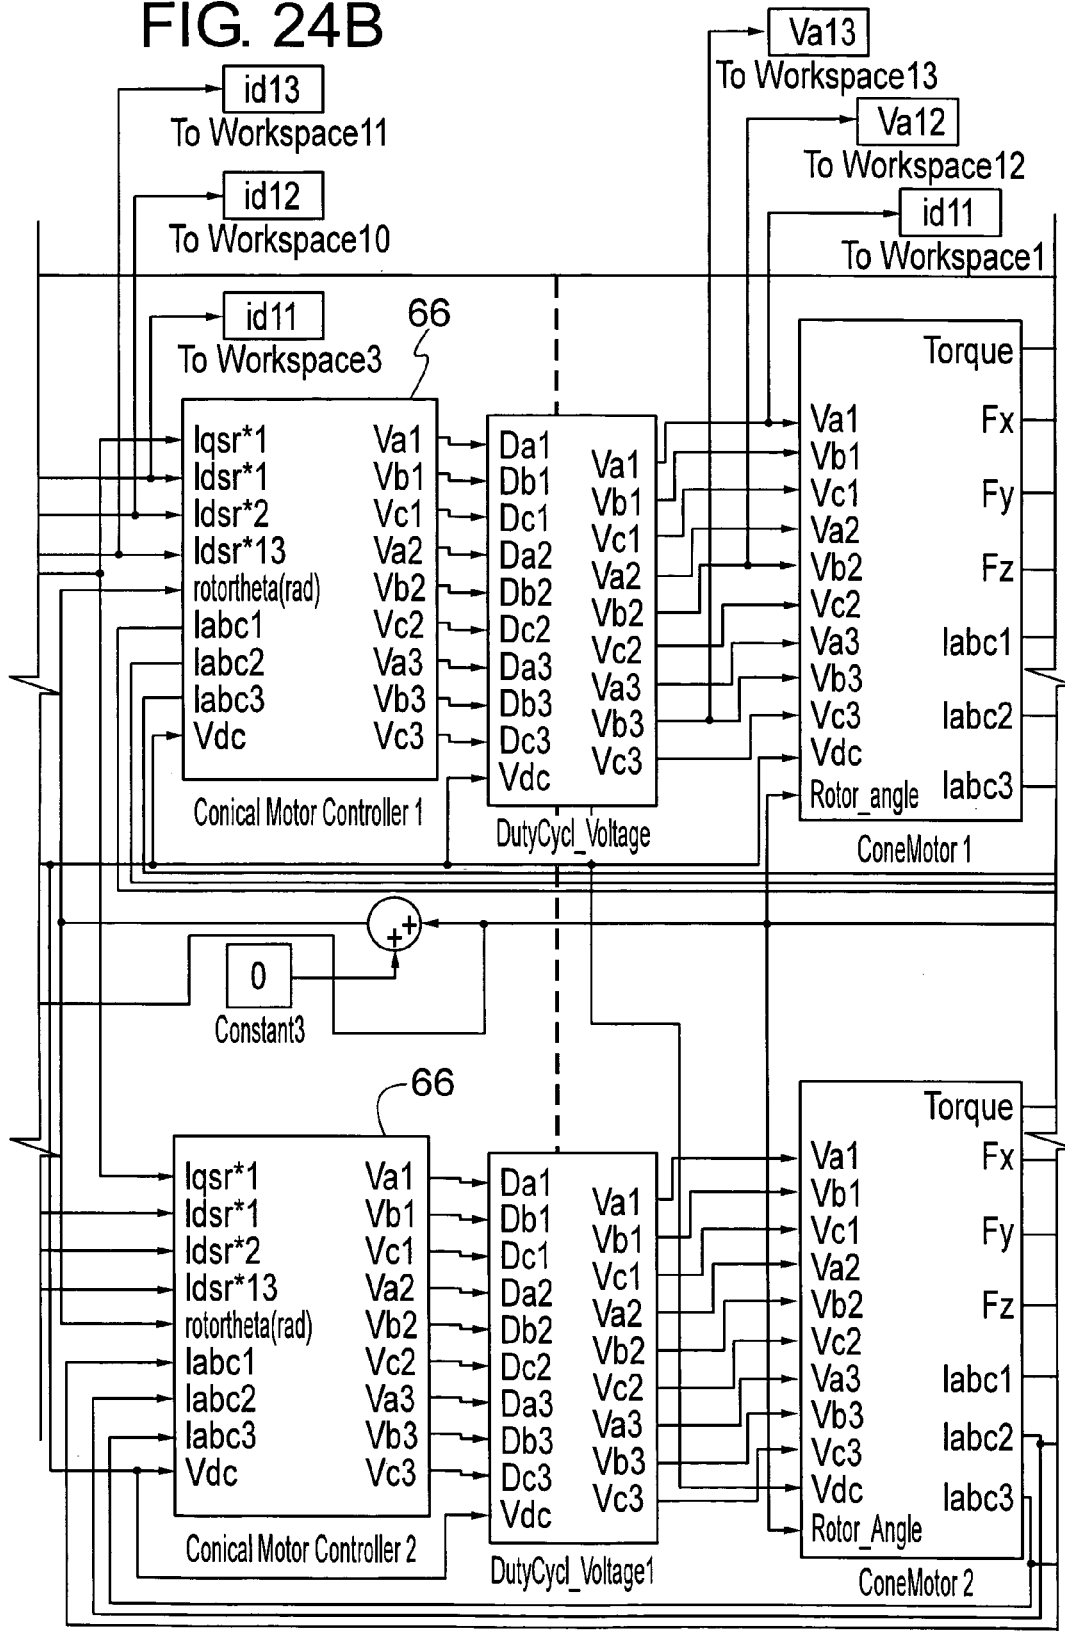 FIG. 24B
id13
To Workspace11
id12
To Workspace10
id11
To Workspace3
Va13
To Workspace13
Va12
To Workspace12
id11
To Workspace1
66
Iqsr*1
Idsr*1
Idsr*2
Idsr*13
rotortheta(rad)
Iabc1
Iabc2
Iabc3
Vdc
Va1
Vb1
Vc1
Va2
Vb2
Vc2
Va3
Vb3
Vc3
Conical Motor Controller 1
Da1
Db1
Dc1
Da2
Db2
Dc2
Da3
Db3
Dc3
Vdc
Va1
Vb1
Vc1
Va2
Vb2
Vc2
Va3
Vb3
Vc3
DutyCycl_Voltage
Va1
Vb1
Vc1
Va2
Vb2
Vc2
Va3
Vb3
Vc3
Vdc
Rotor_angle
Torque
Fx
Fy
Fz
Iabc1
Iabc2
Iabc3
ConeMotor 1
+
+
0
Constant3
66
Iqsr*1
Idsr*1
Idsr*2
Idsr*13
rotortheta(rad)
Iabc1
Iabc2
Iabc3
Vdc
Va1
Vb1
Vc1
Va2
Vb2
Vc2
Va3
Vb3
Vc3
Conical Motor Controller 2
Da1
Db1
Dc1
Da2
Db2
Dc2
Da3
Db3
Dc3
Vdc
Va1
Vb1
Vc1
Va2
Vb2
Vc2
Va3
Vb3
Vc3
DutyCycl_Voltage1
Va1
Vb1
Vc1
Va2
Vb2
Vc2
Va3
Vb3
Vc3
Vdc
Rotor_Angle
Torque
Fx
Fy
Fz
Iabc1
Iabc2
Iabc3
ConeMotor 2